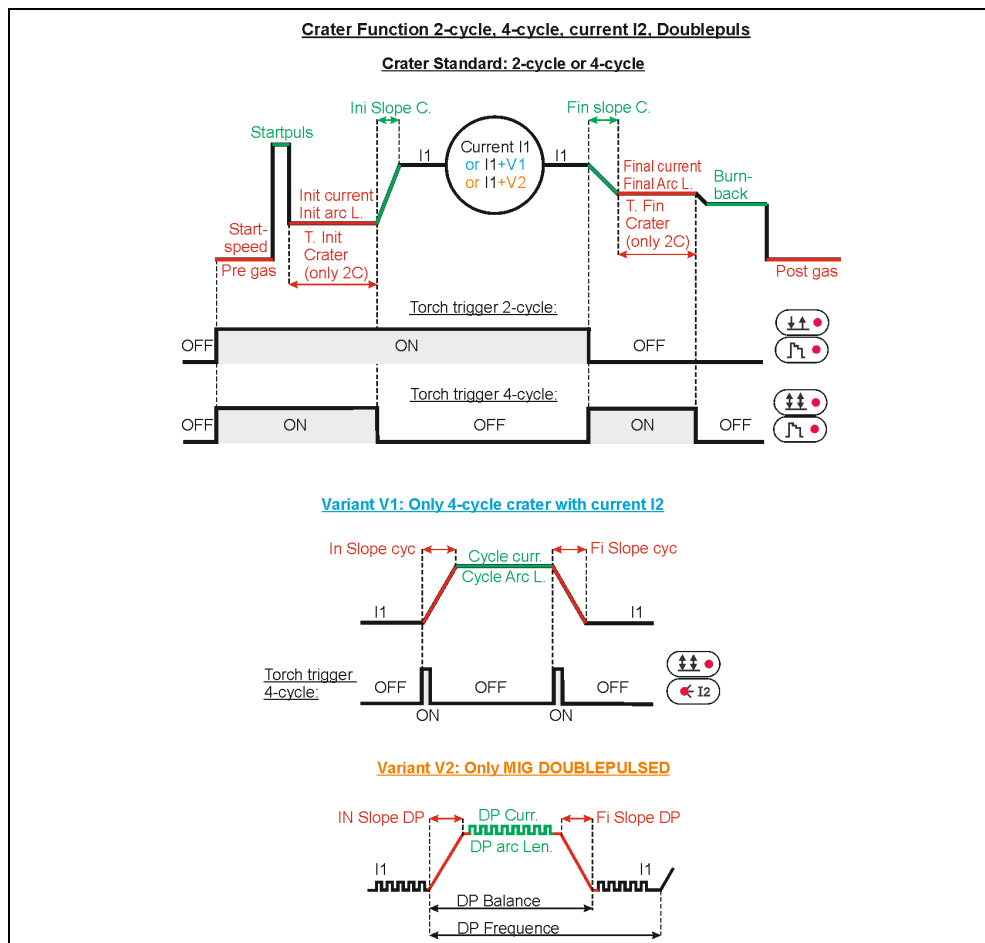 Crater Function 2-cycle, 4-cycle, current I2, Doublepuls
Crater Standard: 2-cycle or 4-cycle
Ini Slope C.
Fin slope C.
Startpuls
I1
Current I1
or I1+V1
or I1+V2
I1
Init current
Init arc L.
Final current
Final Arc L.
Burn-
back
Start-
speed
Pre gas
T. Init
Crater
(only 2C)
T. Fin
Crater
(only 2C)
Post gas
Torch trigger 2-cycle:
OFF
ON
OFF
Torch trigger 4-cycle:
OFF
ON
OFF
ON
OFF
Variant V1: Only 4-cycle crater with current I2
In Slope cyc
Cycle curr.
Cycle Arc L.
Fi Slope cyc
I1
I1
Torch trigger
4-cycle:
OFF
ON
OFF
ON
OFF
I2
Variant V2: Only MIG DOUBLEPULSED
IN Slope DP
DP Curr.
DP arc Len.
Fi Slope DP
I1
I1
DP Balance
DP Frequence